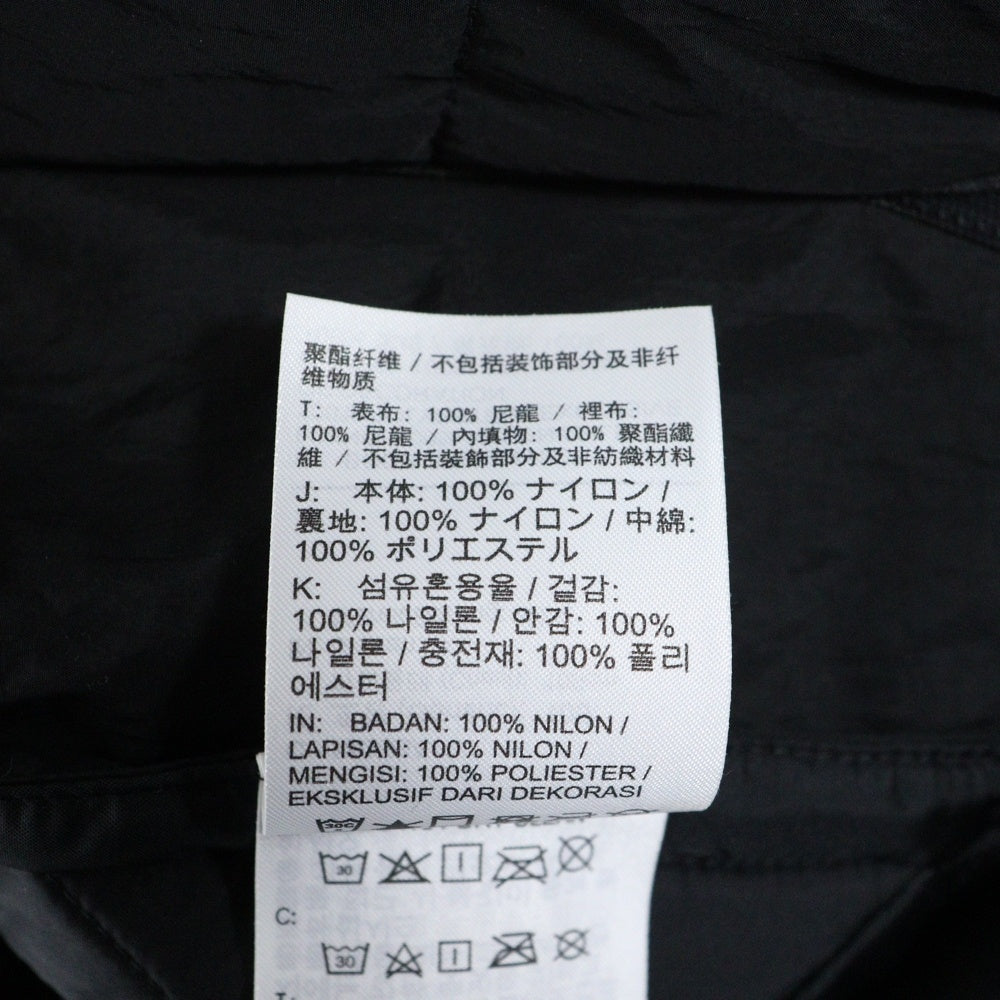 聚酯纤维 / 不包括装饰部分及非纤
维物质
T: 表布: 100% 尼龍 / 裡布:
100% 尼龍 / 內填物: 100% 聚酯纖
維 / 不包括裝飾部分及非紡織材料
J: 本体: 100% ナイロン /
裏地: 100% ナイロン / 中綿:
100% ポリエステル
K: 섬유혼용율 / 겉감:
100% 나일론 / 안감: 100%
나일론 / 충전재: 100% 폴리
에스터
IN: BADAN: 100% NILON /
LAPISAN: 100% NILON /
MENGISI: 100% POLIESTER /
EKSKLUSIF DARI DEKORASI
30C
30
C:
30